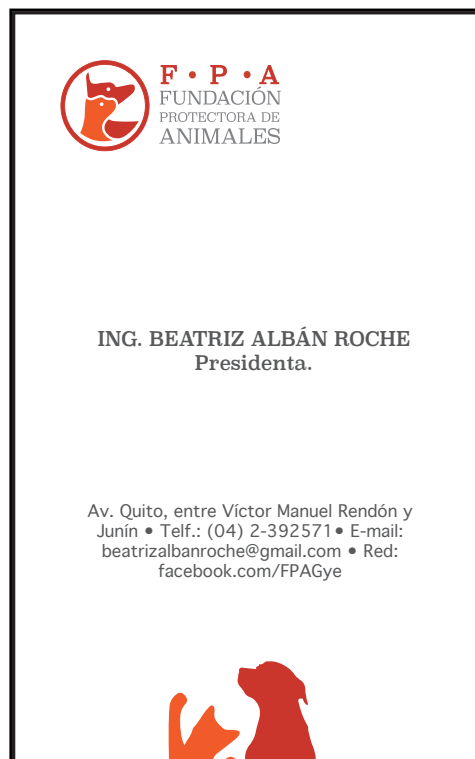 F • P • A
FUNDACIÓN
PROTECTORA DE
ANIMALES
ING. BEATRIZ ALBÁN ROCHE
Presidenta.
Av. Quito, entre Víctor Manuel Rendón y
Junín • Telf.: (04) 2-392571• E-mail:
beatrizalbanroche@gmail.com • Red:
facebook.com/FPAGye